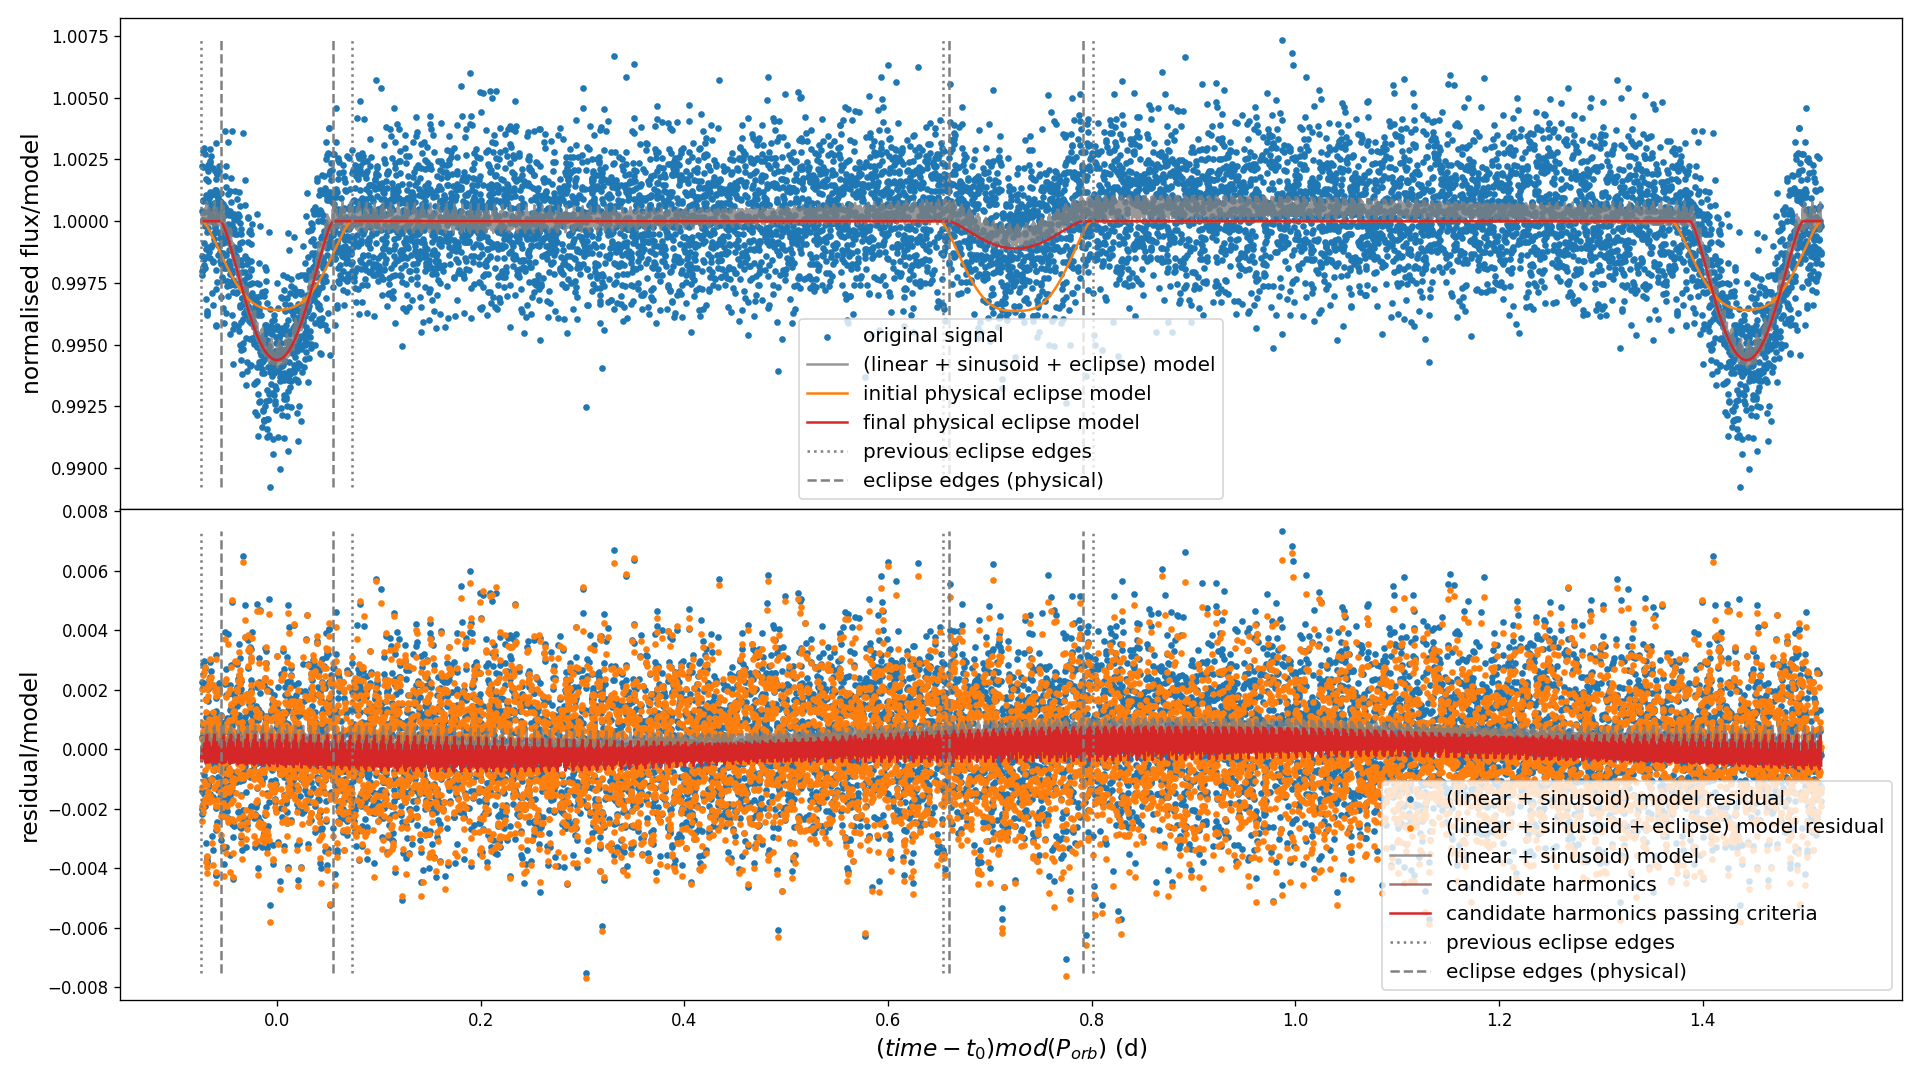 normalised flux/model
1.0075
1.0050
1.0025
1.0000
0.9975
0.9950
0.9925
0.9900
original signal
(linear + sinusoid + eclipse) model
initial physical eclipse model
final physical eclipse model
previous eclipse edges
eclipse edges (physical)
residual/model
0.008
0.006
0.004
0.002
0.000
−0.002
−0.004
−0.006
−0.008
(linear + sinusoid) model residual
(linear + sinusoid + eclipse) model residual
(linear + sinusoid) model
candidate harmonics
candidate harmonics passing criteria
previous eclipse edges
eclipse edges (physical)
0.0 0.2 0.4 0.6 0.8 1.0 1.2 1.4
(time − t₀)mod(P_orb) (d)